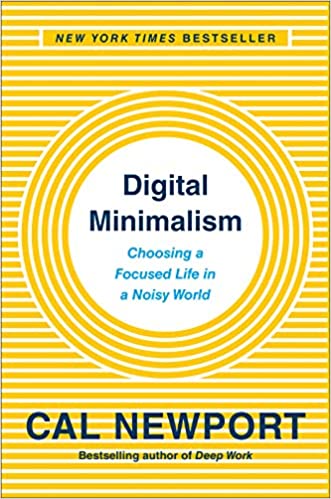 NEW YORK TIMES BESTSELLER
Digital
Minimalism
Choosing a
Focused Life in
a Noisy World
CAL NEWPORT
Bestselling author of Deep Work